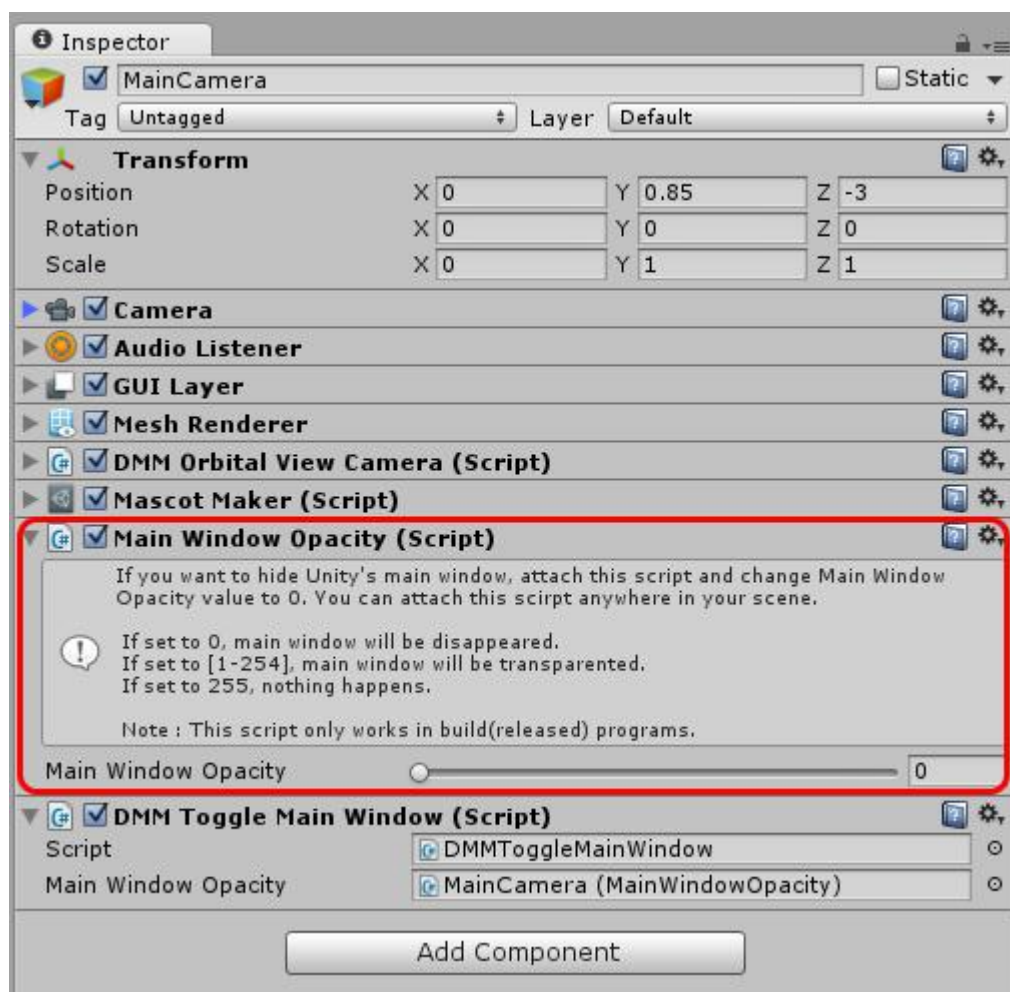 Inspector
MainCamera Static
Tag Untagged Layer Default
Transform
Position X 0 Y 0.85 Z -3
Rotation X 0 Y 0 Z 0
Scale X 0 Y 1 Z 1
Camera
Audio Listener
GUI Layer
Mesh Renderer
DMM Orbital View Camera (Script)
Mascot Maker (Script)
Main Window Opacity (Script)
If you want to hide Unity's main window, attach this script and change Main Window
Opacity value to 0. You can attach this scirpt anywhere in your scene.
If set to 0, main window will be disappeared.
If set to [1-254], main window will be transparented.
If set to 255, nothing happens.
Note : This script only works in build(released) programs.
Main Window Opacity 0
DMM Toggle Main Window (Script)
Script DMMToggleMainWindow
Main Window Opacity MainCamera (MainWindowOpacity)
Add Component